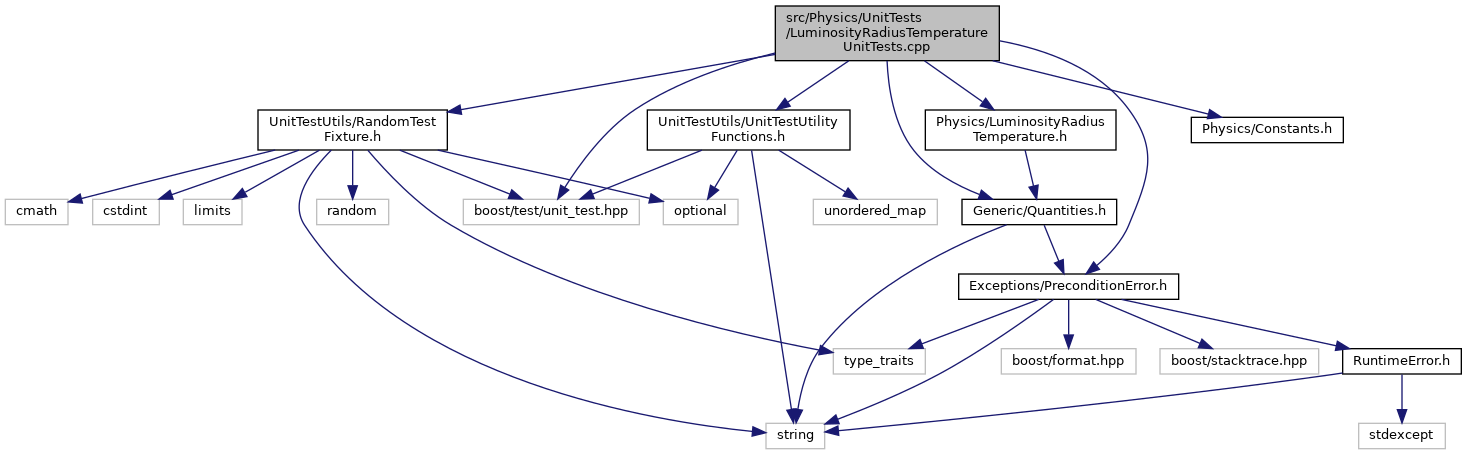 src/Physics/UnitTests
/LuminosityRadiusTemperature
UnitTests.cpp
UnitTestUtils/RandomTest
Fixture.h
UnitTestUtils/UnitTestUtility
Functions.h
Physics/LuminosityRadius
Temperature.h
Physics/Constants.h
cmath
cstdint
limits
random
boost/test/unit_test.hpp
optional
unordered_map
Generic/Quantities.h
Exceptions/PreconditionError.h
type_traits
boost/format.hpp
boost/stacktrace.hpp
RuntimeError.h
string
stdexcept